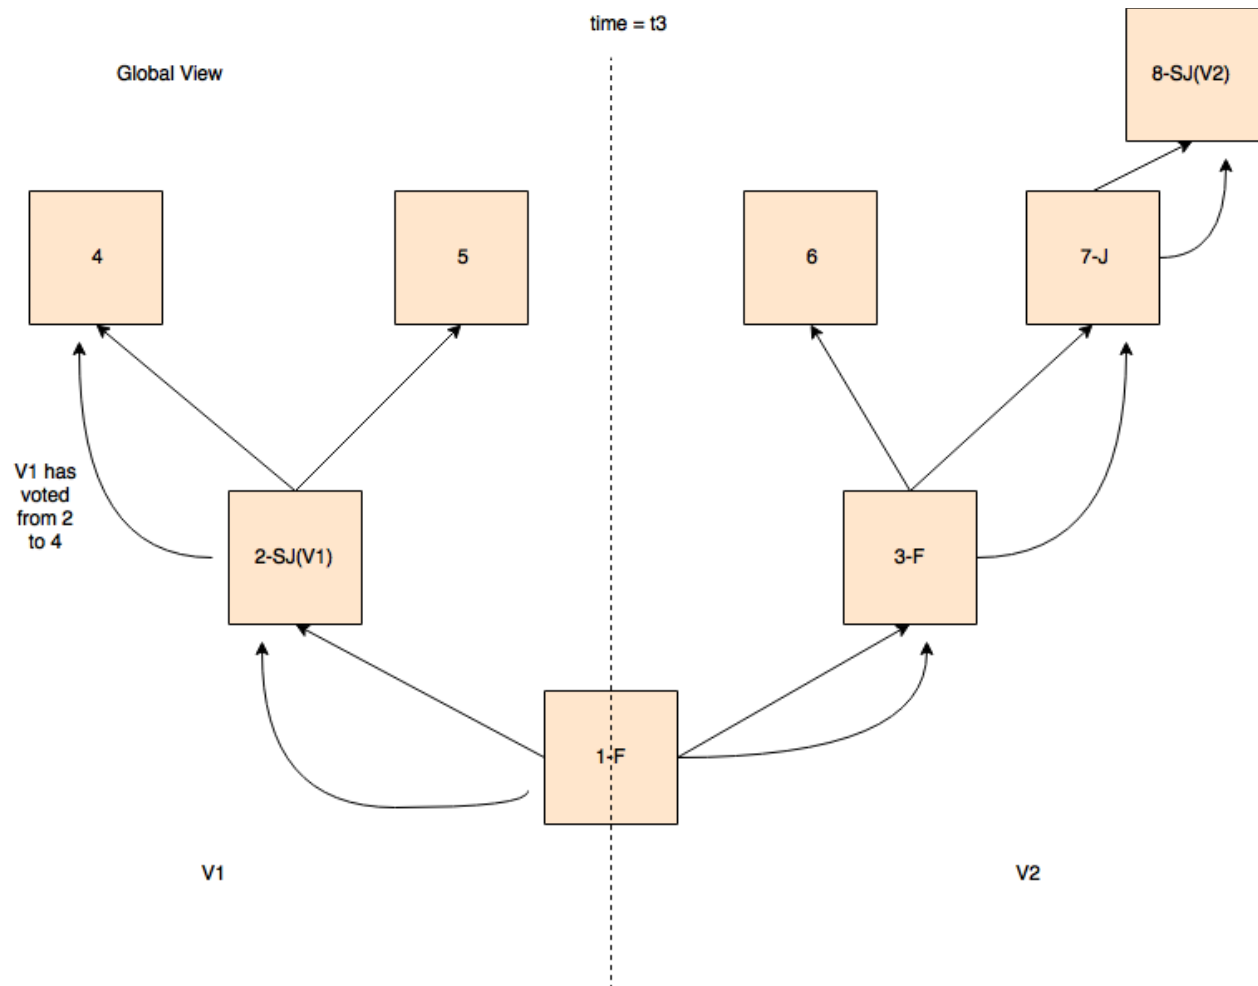 time = t3
Global View
8-SJ(V2)
4
5
6
7-J
V1 has
voted
from 2
to 4
2-SJ(V1)
3-F
1-F
V1
V2